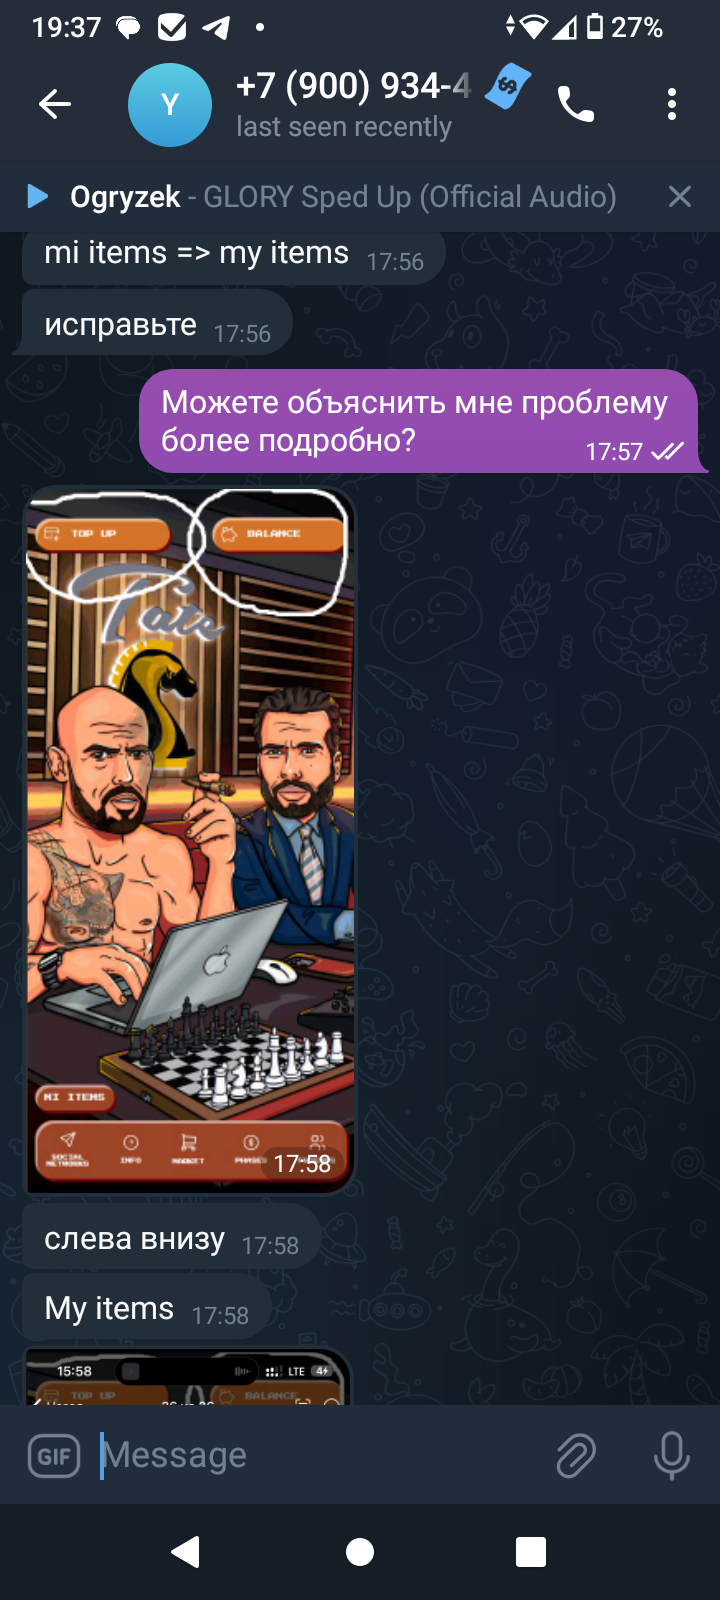 19:37
27%
Y
+7 (900) 934-4
last seen recently
Ogryzek - GLORY Sped Up (Official Audio)
mi items => my items 17:56
исправьте 17:56
Можете объяснить мне проблему
более подробно?
17:57
TOP UP
BALANCE
Tate
MI ITEMS
SOCIAL
NETWORKS
INFO
MARKET
PHASES
17:58
слева внизу 17:58
My items 17:58
15:58
LTE
4
TOP UP
BALANCE
GIF
Message